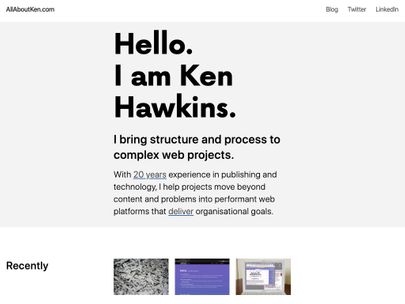 AllAboutKen.com
Blog Twitter LinkedIn
Hello.
I am Ken
Hawkins.
I bring structure and process to
complex web projects.
With 20 years experience in publishing and
technology, I help projects move beyond
content and problems into performant web
platforms that deliver organisational goals.
Recently